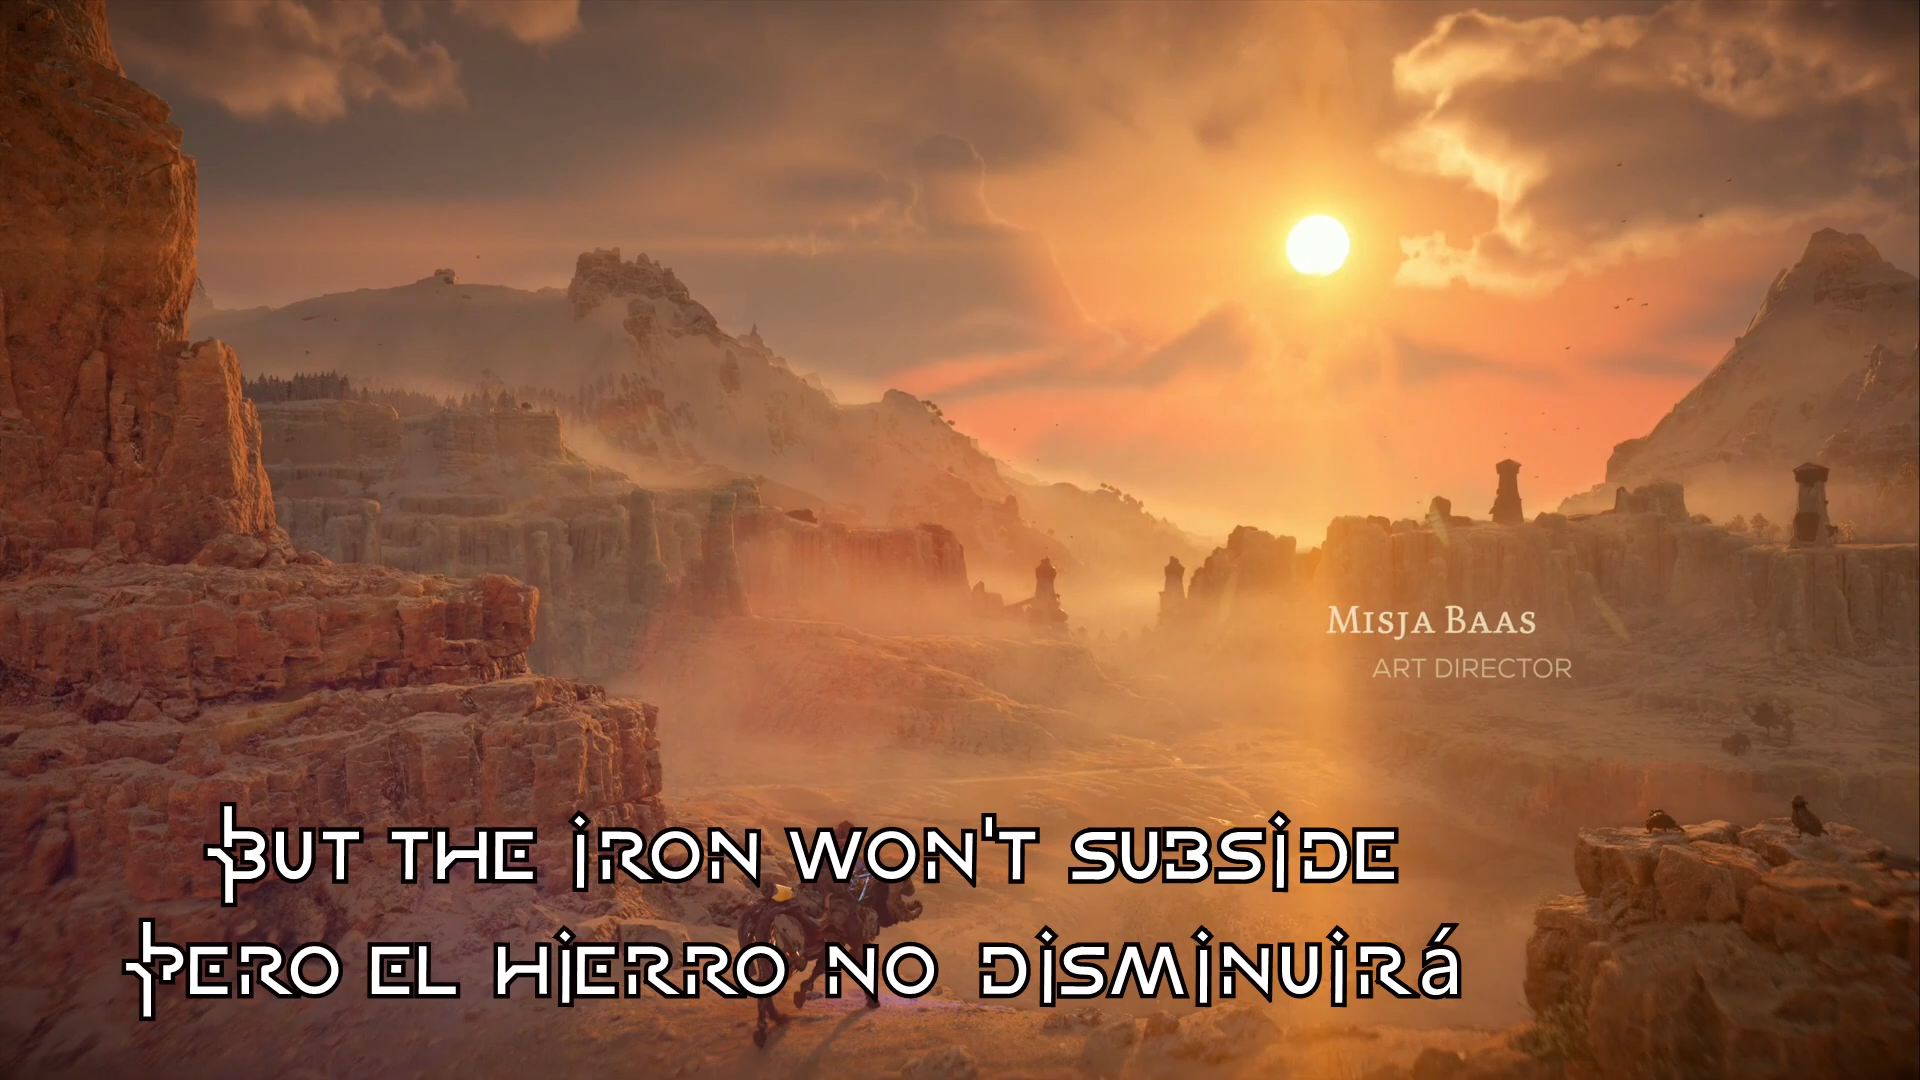 Misja Baas
ART DIRECTOR
BUT THE IRON WON'T SUBSIDE
PERO EL HIERRO NO DISMINUIRá